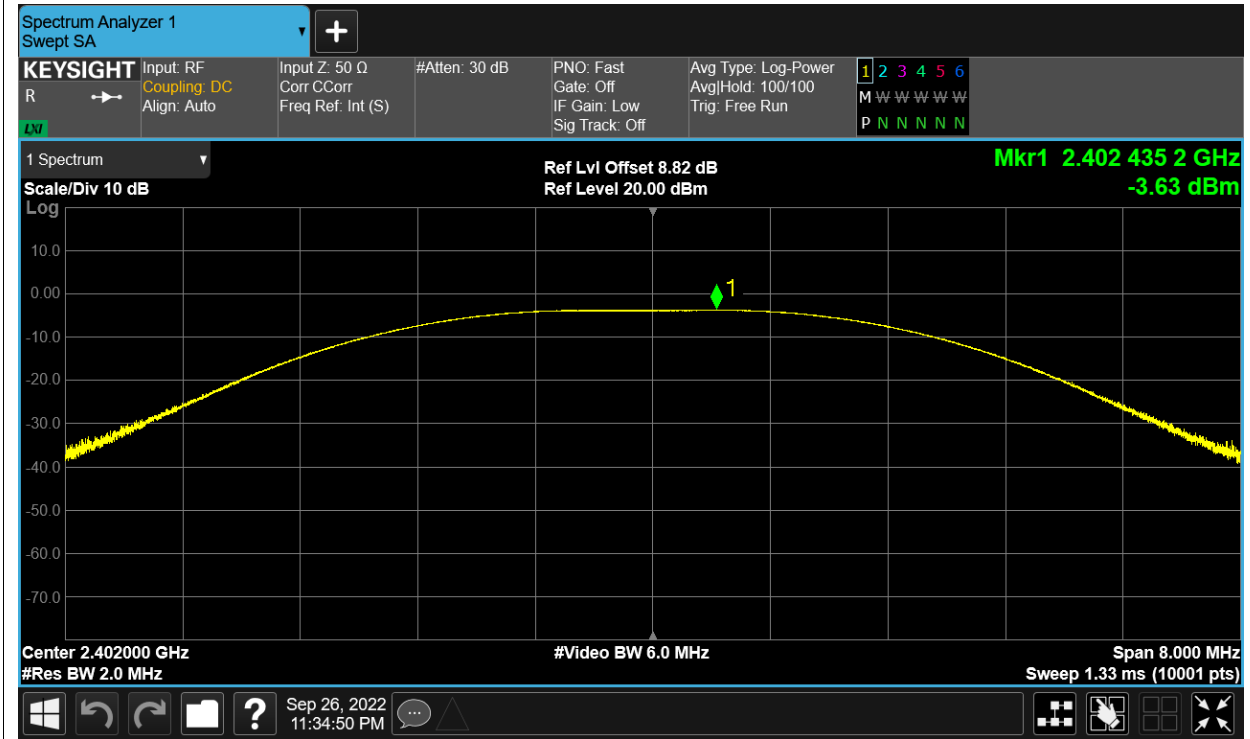 Spectrum Analyzer 1
Swept SA
KEYSIGHT
R
LXI
Input: RF
Coupling: DC
Align: Auto
Input Z: 50 Ω
Corr CCorr
Freq Ref: Int (S)
#Atten: 30 dB
PNO: Fast
Gate: Off
IF Gain: Low
Sig Track: Off
Avg Type: Log-Power
Avg|Hold: 100/100
Trig: Free Run
1 2 3 4 5 6
M W W W W W
P N N N N N
1 Spectrum
Scale/Div 10 dB
Log
Ref Lvl Offset 8.82 dB
Ref Level 20.00 dBm
Mkr1 2.402 435 2 GHz
-3.63 dBm
10.0
0.00
-10.0
-20.0
-30.0
-40.0
-50.0
-60.0
-70.0
1
Center 2.402000 GHz
#Res BW 2.0 MHz
#Video BW 6.0 MHz
Span 8.000 MHz
Sweep 1.33 ms (10001 pts)
?
Sep 26, 2022
11:34:50 PM